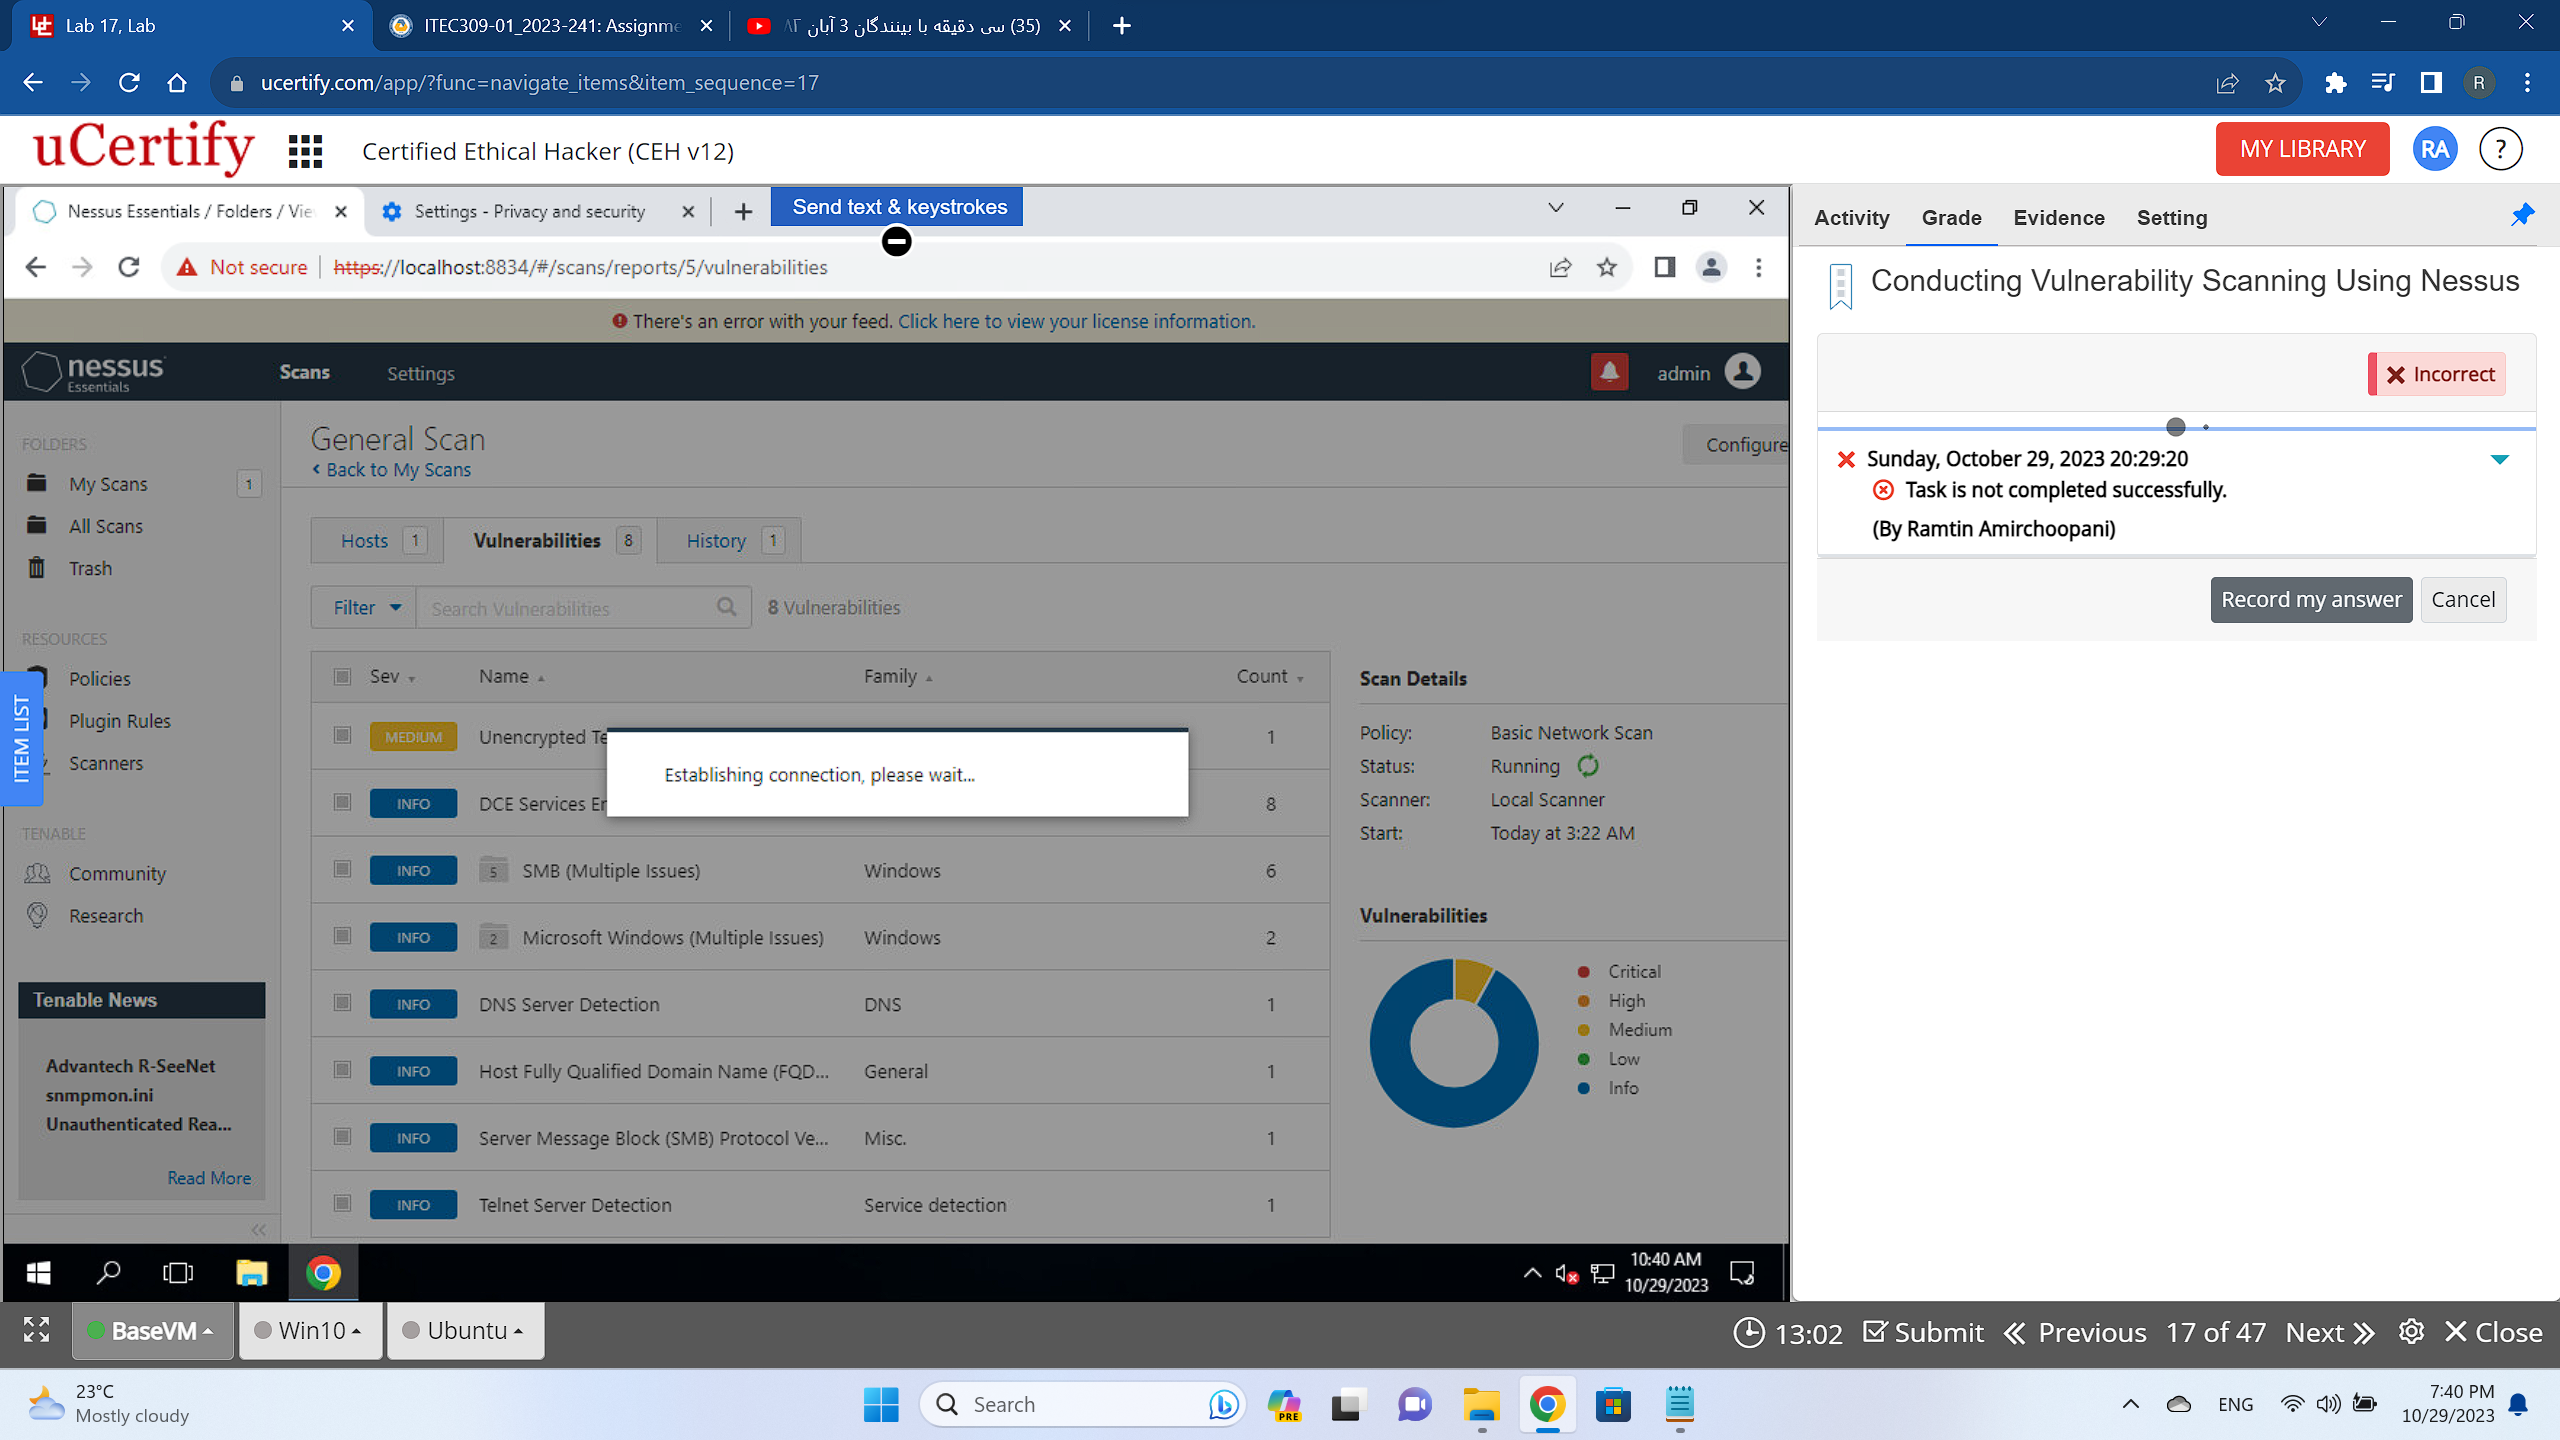 Lab 17, Lab
ITEC309-01_2023-241: Assignme
(35) سی دقیقه با بینندگان 3 آبان ۸۲
ucertify.com/app/?func=navigate_items&item_sequence=17
R
uCertify
Certified Ethical Hacker (CEH v12)
MY LIBRARY
RA
?
Nessus Essentials / Folders / Vie
Settings - Privacy and security
Send text & keystrokes
Not secure
https://localhost:8834/#/scans/reports/5/vulnerabilities
There's an error with your feed. Click here to view your license information.
nessus
Essentials
Scans
Settings
admin
FOLDERS
My Scans
1
All Scans
Trash
RESOURCES
Policies
Plugin Rules
Scanners
TENABLE
Community
Research
ITEM LIST
Tenable News
Advantech R-SeeNet
snmpmon.ini
Unauthenticated Rea...
Read More
General Scan
Back to My Scans
Configure
Hosts 1
Vulnerabilities 8
History 1
Filter
Search Vulnerabilities
8 Vulnerabilities
Sev Name Family Count
MEDIUM Unencrypted Te 1
INFO DCE Services Er 8
INFO 5 SMB (Multiple Issues) Windows 6
INFO 2 Microsoft Windows (Multiple Issues) Windows 2
INFO DNS Server Detection DNS 1
INFO Host Fully Qualified Domain Name (FQD... General 1
INFO Server Message Block (SMB) Protocol Ve... Misc. 1
INFO Telnet Server Detection Service detection 1
Establishing connection, please wait...
Scan Details
Policy: Basic Network Scan
Status: Running
Scanner: Local Scanner
Start: Today at 3:22 AM
Vulnerabilities
Critical
High
Medium
Low
Info
10:40 AM
10/29/2023
Activity
Grade
Evidence
Setting
Conducting Vulnerability Scanning Using Nessus
Incorrect
Sunday, October 29, 2023 20:29:20
Task is not completed successfully.
(By Ramtin Amirchoopani)
Record my answer
Cancel
BaseVM
Win10
Ubuntu
13:02
Submit
Previous
17 of 47
Next
Close
23°C
Mostly cloudy
Search
PRE
ENG
7:40 PM
10/29/2023